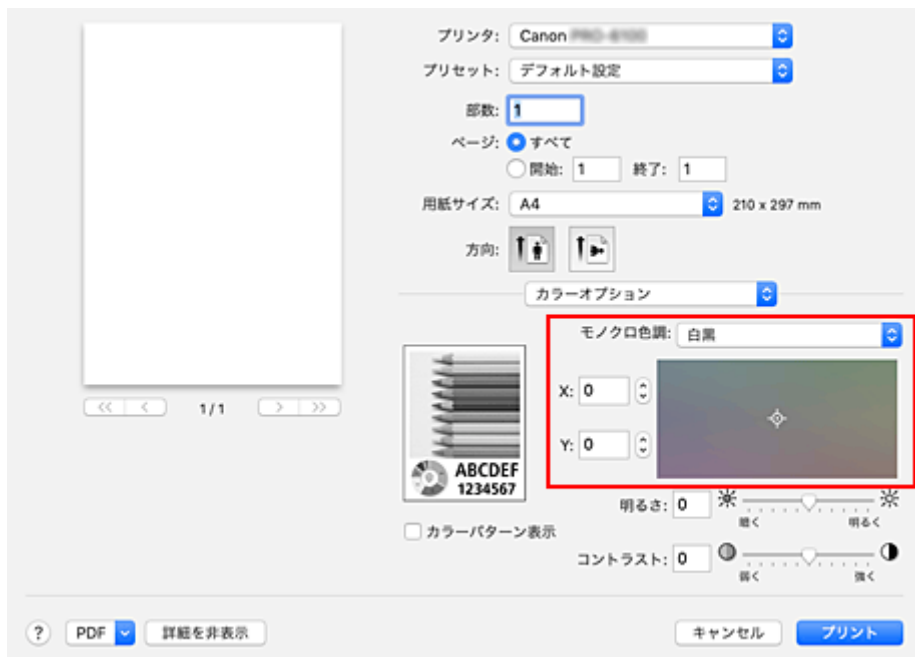 プリンタ: Canon
プリセット: デフォルト設定
部数: 1
ページ: すべて
開始: 1 終了: 1
用紙サイズ: A4 210 x 297 mm
方向:
カラーオプション
モノクロ色調: 白黒
X: 0
Y: 0
ABCDEF
1234567
明るさ: 0
暗く 明るく
カラーパターン表示
コントラスト: 0
弱く 強く
1/1
? PDF 詳細を非表示 キャンセル プリント